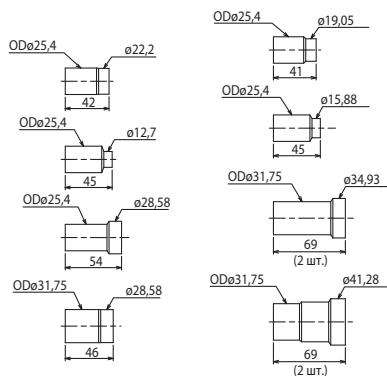 ODø25,4
ø22,2
42
ODø25,4
ø12,7
45
ODø25,4
ø28,58
54
ODø31,75
ø28,58
46
ODø25,4
ø19,05
41
ODø25,4
ø15,88
45
ODø31,75
ø34,93
69
(2 шт.)
ODø31,75
ø41,28
69
(2 шт.)